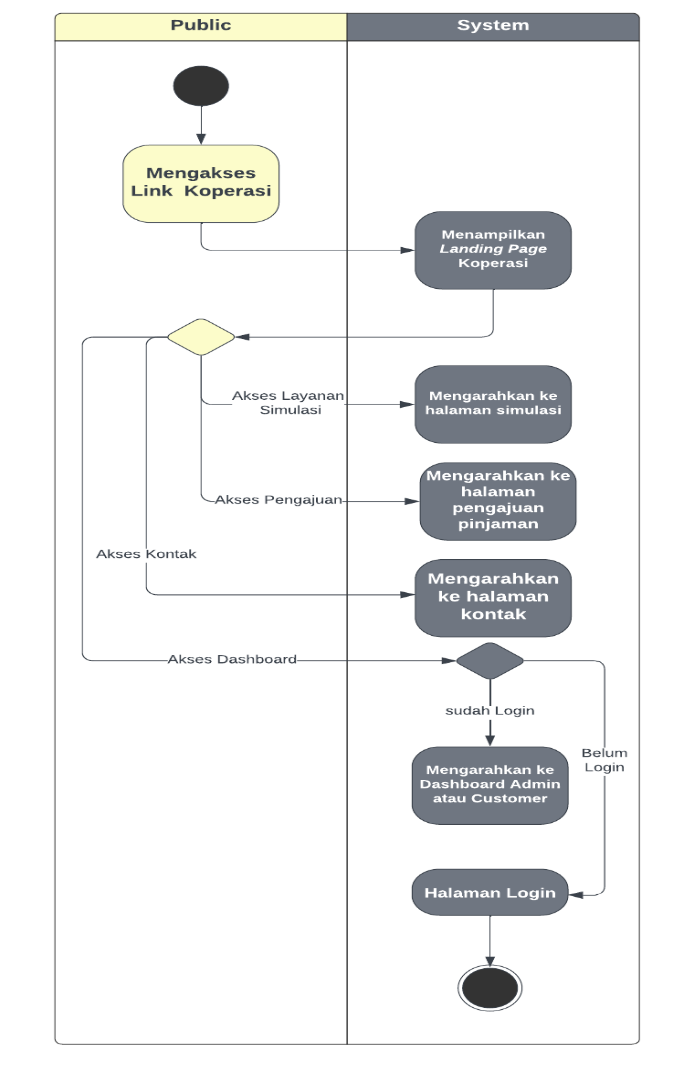 Public
System
Mengakses
Link Koperasi
Menampilkan
Landing Page
Koperasi
Akses Layanan
Simulasi
Mengarahkan ke
halaman simulasi
Akses Pengajuan
Mengarahkan ke
halaman
pengajuan
pinjaman
Akses Kontak
Mengarahkan
ke halaman
kontak
Akses Dashboard
sudah Login
Belum
Login
Mengarahkan ke
Dashboard Admin
atau Customer
Halaman Login